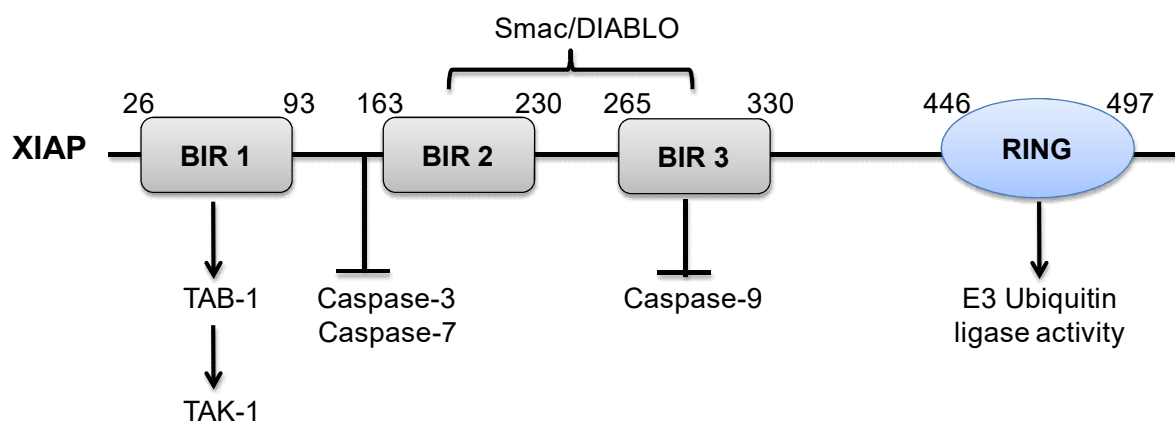 Smac/DIABLO
26 93 163 230 265 330 446 497
XIAP BIR 1 BIR 2 BIR 3 RING
TAB-1 Caspase-3 Caspase-9 E3 Ubiquitin
Caspase-7 ligase activity
TAK-1